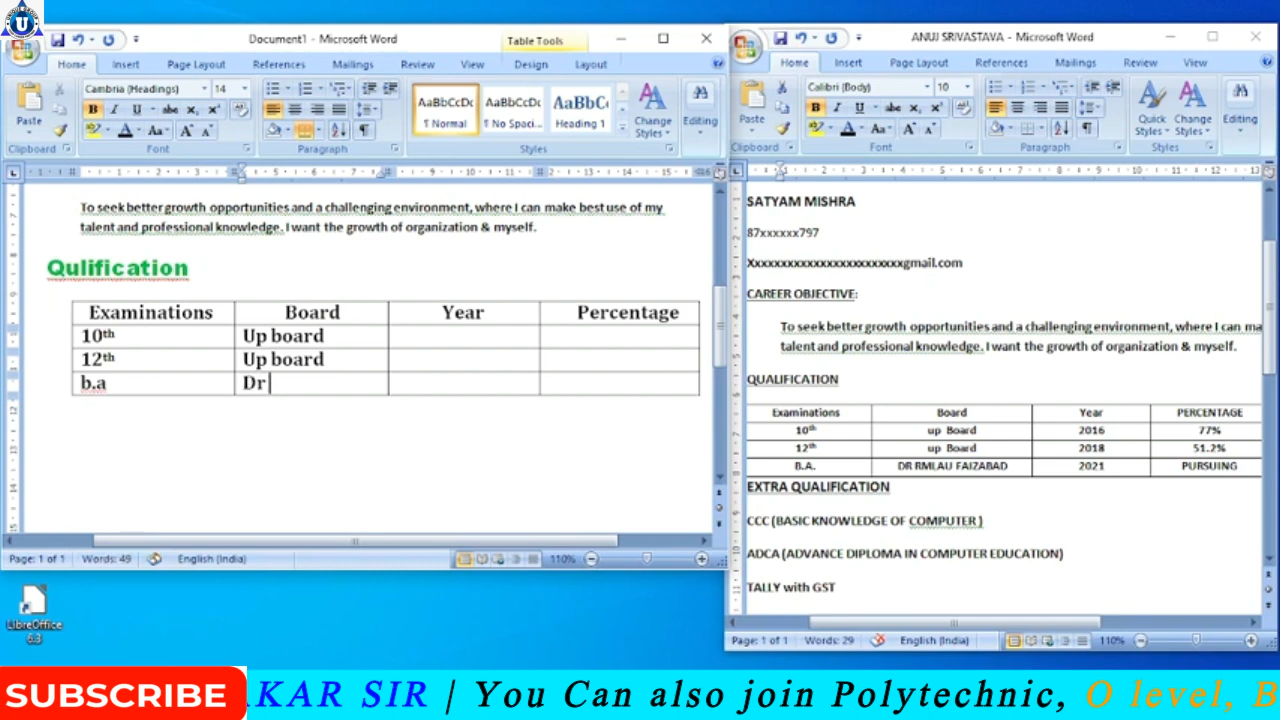 Document1 - Microsoft Word
Table Tools
Home Insert Page Layout References Mailings Review View Design Layout
Paste
Clipboard
Cambria (Headings) 14
Font
Paragraph
AaBbCcDc AaBbCcDc AaBbCc
¶ Normal ¶ No Spaci... Heading 1
Change Styles
Styles
Editing
To seek better growth opportunities and a challenging environment, where I can make best use of my
talent and professional knowledge. I want the growth of organization & myself.
Qulification
Examinations Board Year Percentage
10th Up board
12th Up board
b.a Dr
Page: 1 of 1 Words: 49 English (India) 110%
ANUJ SRIVASTAVA - Microsoft Word
Home Insert Page Layout References Mailings Review View
Paste
Clipboard
Calibri (Body) 10
Font
Paragraph
Quick Styles Change Styles
Styles
Editing
SATYAM MISHRA
87xxxxxx797
Xxxxxxxxxxxxxxxxxxxxxxxxgmail.com
CAREER OBJECTIVE:
To seek better growth opportunities and a challenging environment, where I can ma
talent and professional knowledge. I want the growth of organization & myself.
QUALIFICATION
Examinations Board Year PERCENTAGE
10th up Board 2016 77%
12th up Board 2018 51.2%
B.A. DR RMLAU FAIZABAD 2021 PURSUING
EXTRA QUALIFICATION
CCC (BASIC KNOWLEDGE OF COMPUTER )
ADCA (ADVANCE DIPLOMA IN COMPUTER EDUCATION)
TALLY with GST
Page: 1 of 1 Words: 29 English (India) 110%
LibreOffice
6.3
SUBSCRIBE
AKAR SIR | You Can also join Polytechnic, O level, B